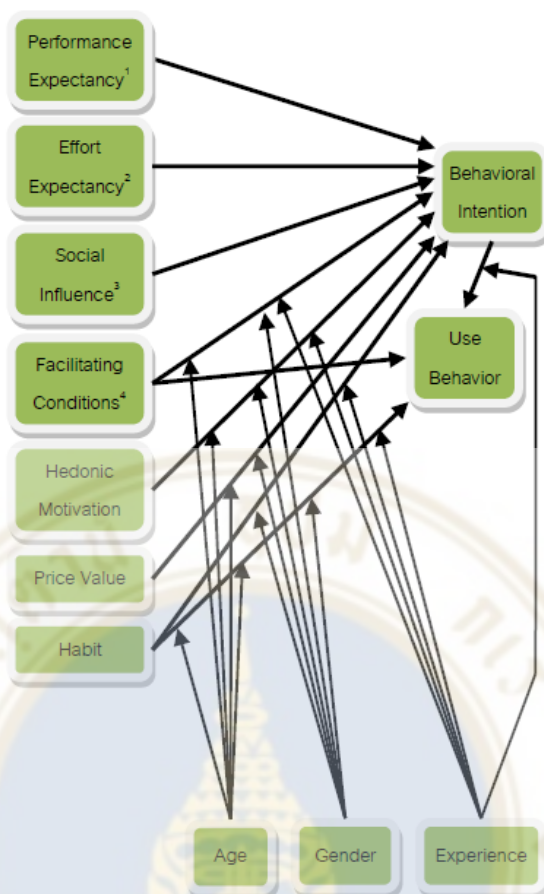 Performance
Expectancy¹
Effort
Expectancy²
Behavioral
Intention
Social
Influence³
Use
Behavior
Facilitating
Conditions⁴
Hedonic
Motivation
Price Value
Habit
Age
Gender
Experience